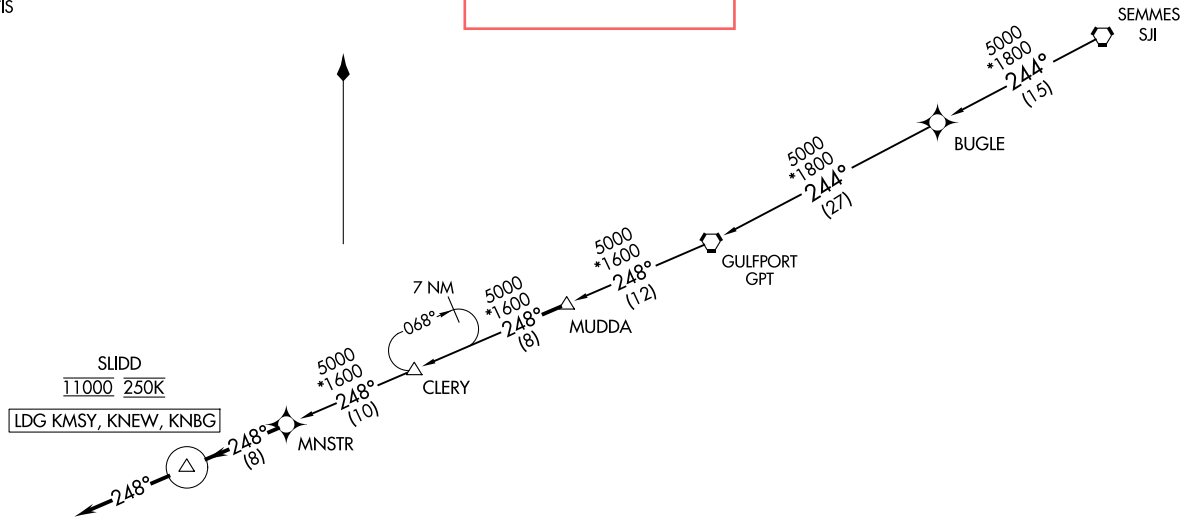 TIS
SEMMES
SJI
5000
*1800
244°
(15)
BUGLE
5000
*1800
244°
(27)
GULFPORT
GPT
5000
*1600
248°
(12)
MUDDA
7 NM
068°
5000
*1600
248°
(8)
CLERY
5000
*1600
248°
(10)
MNSTR
SLIDD
11000 250K
LDG KMSY, KNEW, KNBG
248°
(8)
248°